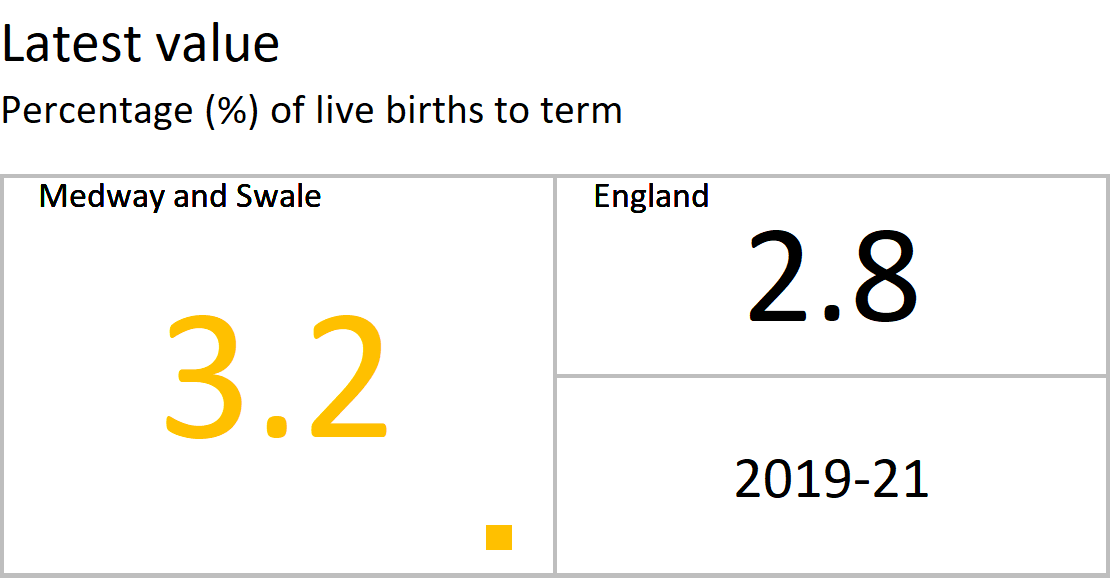 Latest value
Percentage (%) of live births to term
Medway and Swale
3.2
England
2.8
2019-21